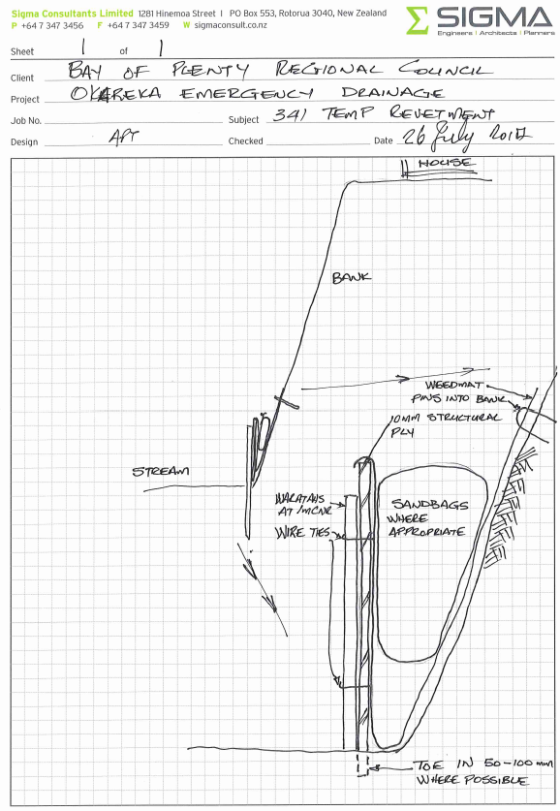 Sigma Consultants Limited 1281 Hinemoa Street | PO Box 553, Rotorua 3040, New Zealand
P +64 7 347 3456 F +64 7 347 3459 W sigmaconsult.co.nz
SIGMA
Engineers | Architects | Planners
Sheet 1 of 1
Client BAY OF PLENTY REGIONAL COUNCIL
Project OKAREKA EMERGENCY DRAINAGE
Job No. Subject 341 TEMP REVETMENT
Design APT Checked Date 26 July 2017
HOUSE
BANK
WEEDMAT
PINS INTO BANK
10MM STRUCTURAL
PLY
STREAM
WARATAHS
AT 1MCNR
SANDBAGS
WHERE
APPROPRIATE
WIRE TIES
TOE IN 50-100mm
WHERE POSSIBLE